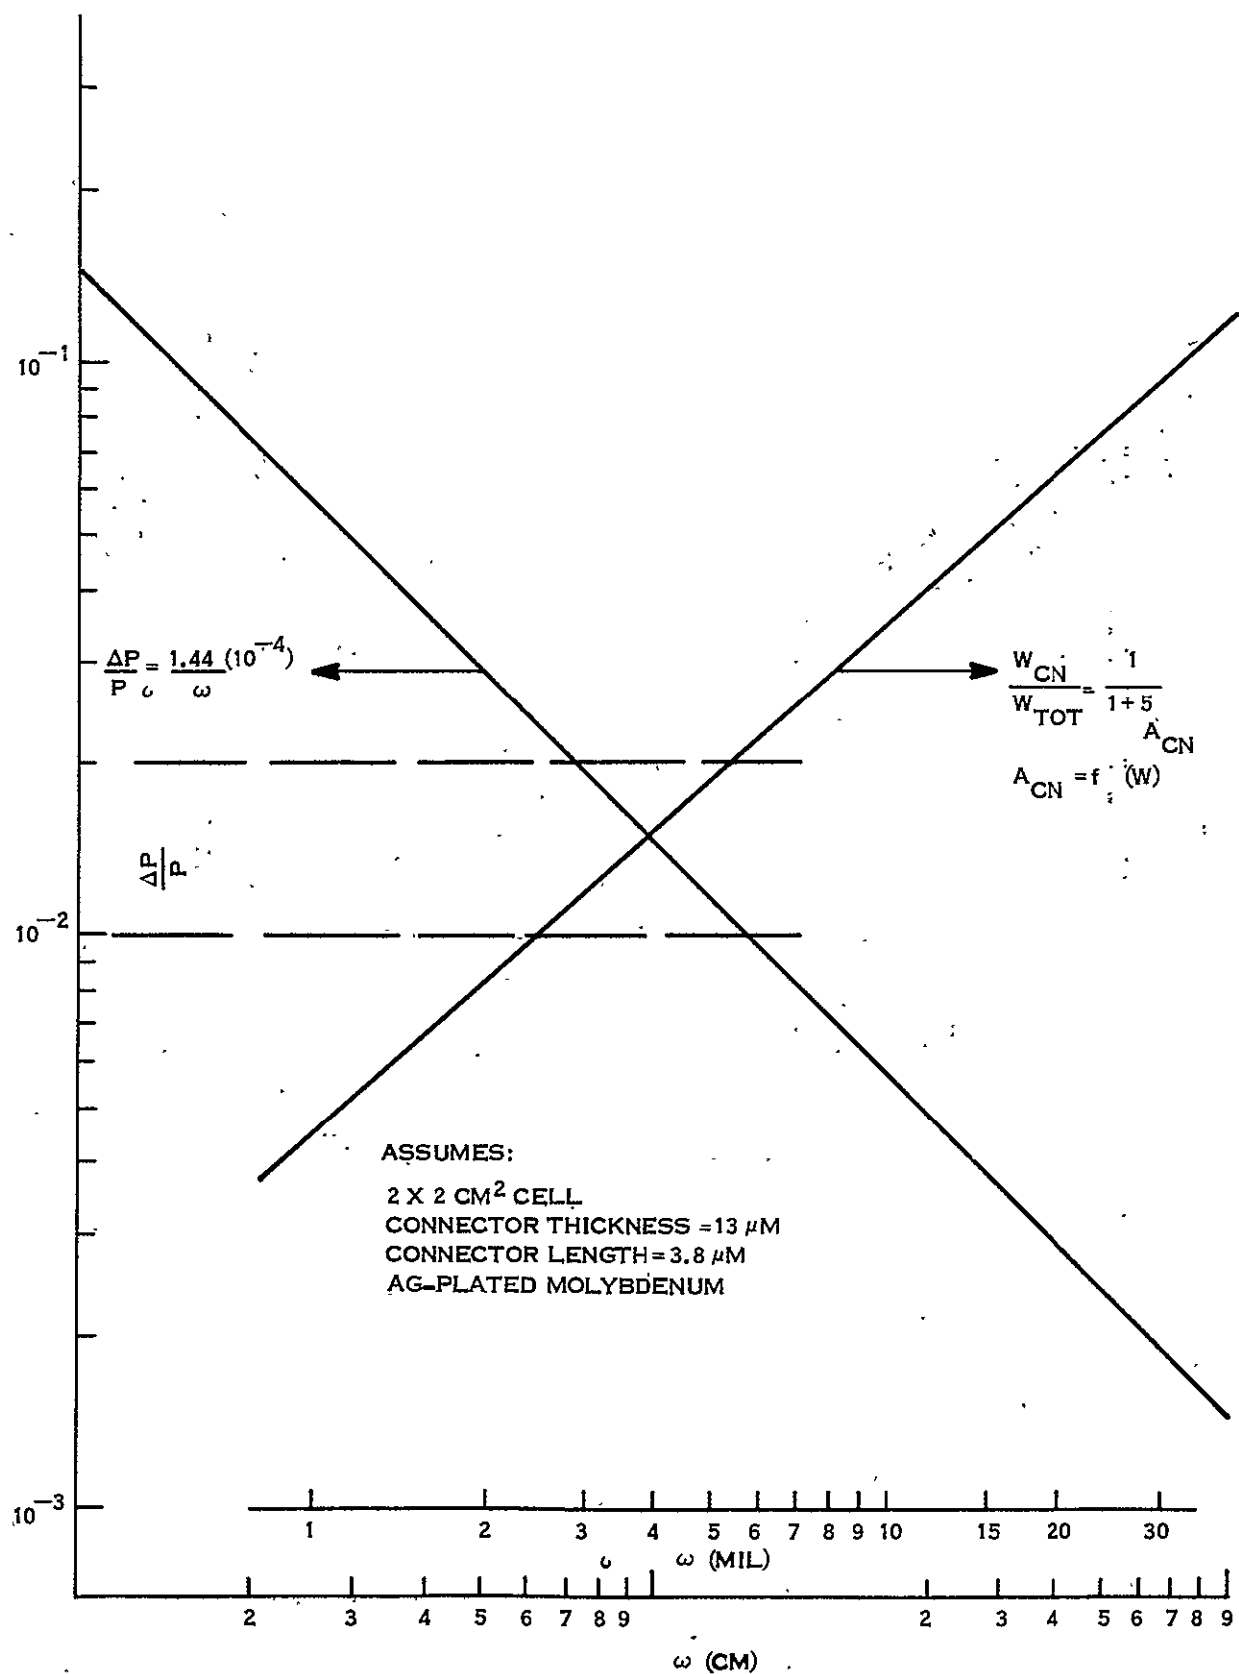 10⁻¹
ΔP/P = 1.44 (10⁻⁴)/ω
W_CN/W_TOT = 1/1+5 A_CN
A_CN = f (W)
ΔP/P
10⁻²
ASSUMES:
2 X 2 CM² CELL
CONNECTOR THICKNESS =13 μM
CONNECTOR LENGTH=3.8 μM
AG-PLATED MOLYBDENUM
10⁻³
1 2 3 4 5 6 7 8 9 10 15 20 30
ω (MIL)
2 3 4 5 6 7 8 9 2 3 4 5 6 7 8 9
ω (CM)